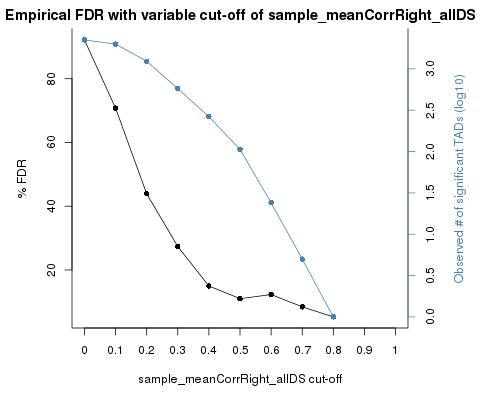 Empirical FDR with variable cut-off of sample_meanCorrRight_allDS
% FDR
20
40
60
80
0.0
0.5
1.0
1.5
2.0
2.5
3.0
Observed # of significant TADs (log10)
0 0.1 0.2 0.3 0.4 0.5 0.6 0.7 0.8 0.9 1
sample_meanCorrRight_allDS cut-off